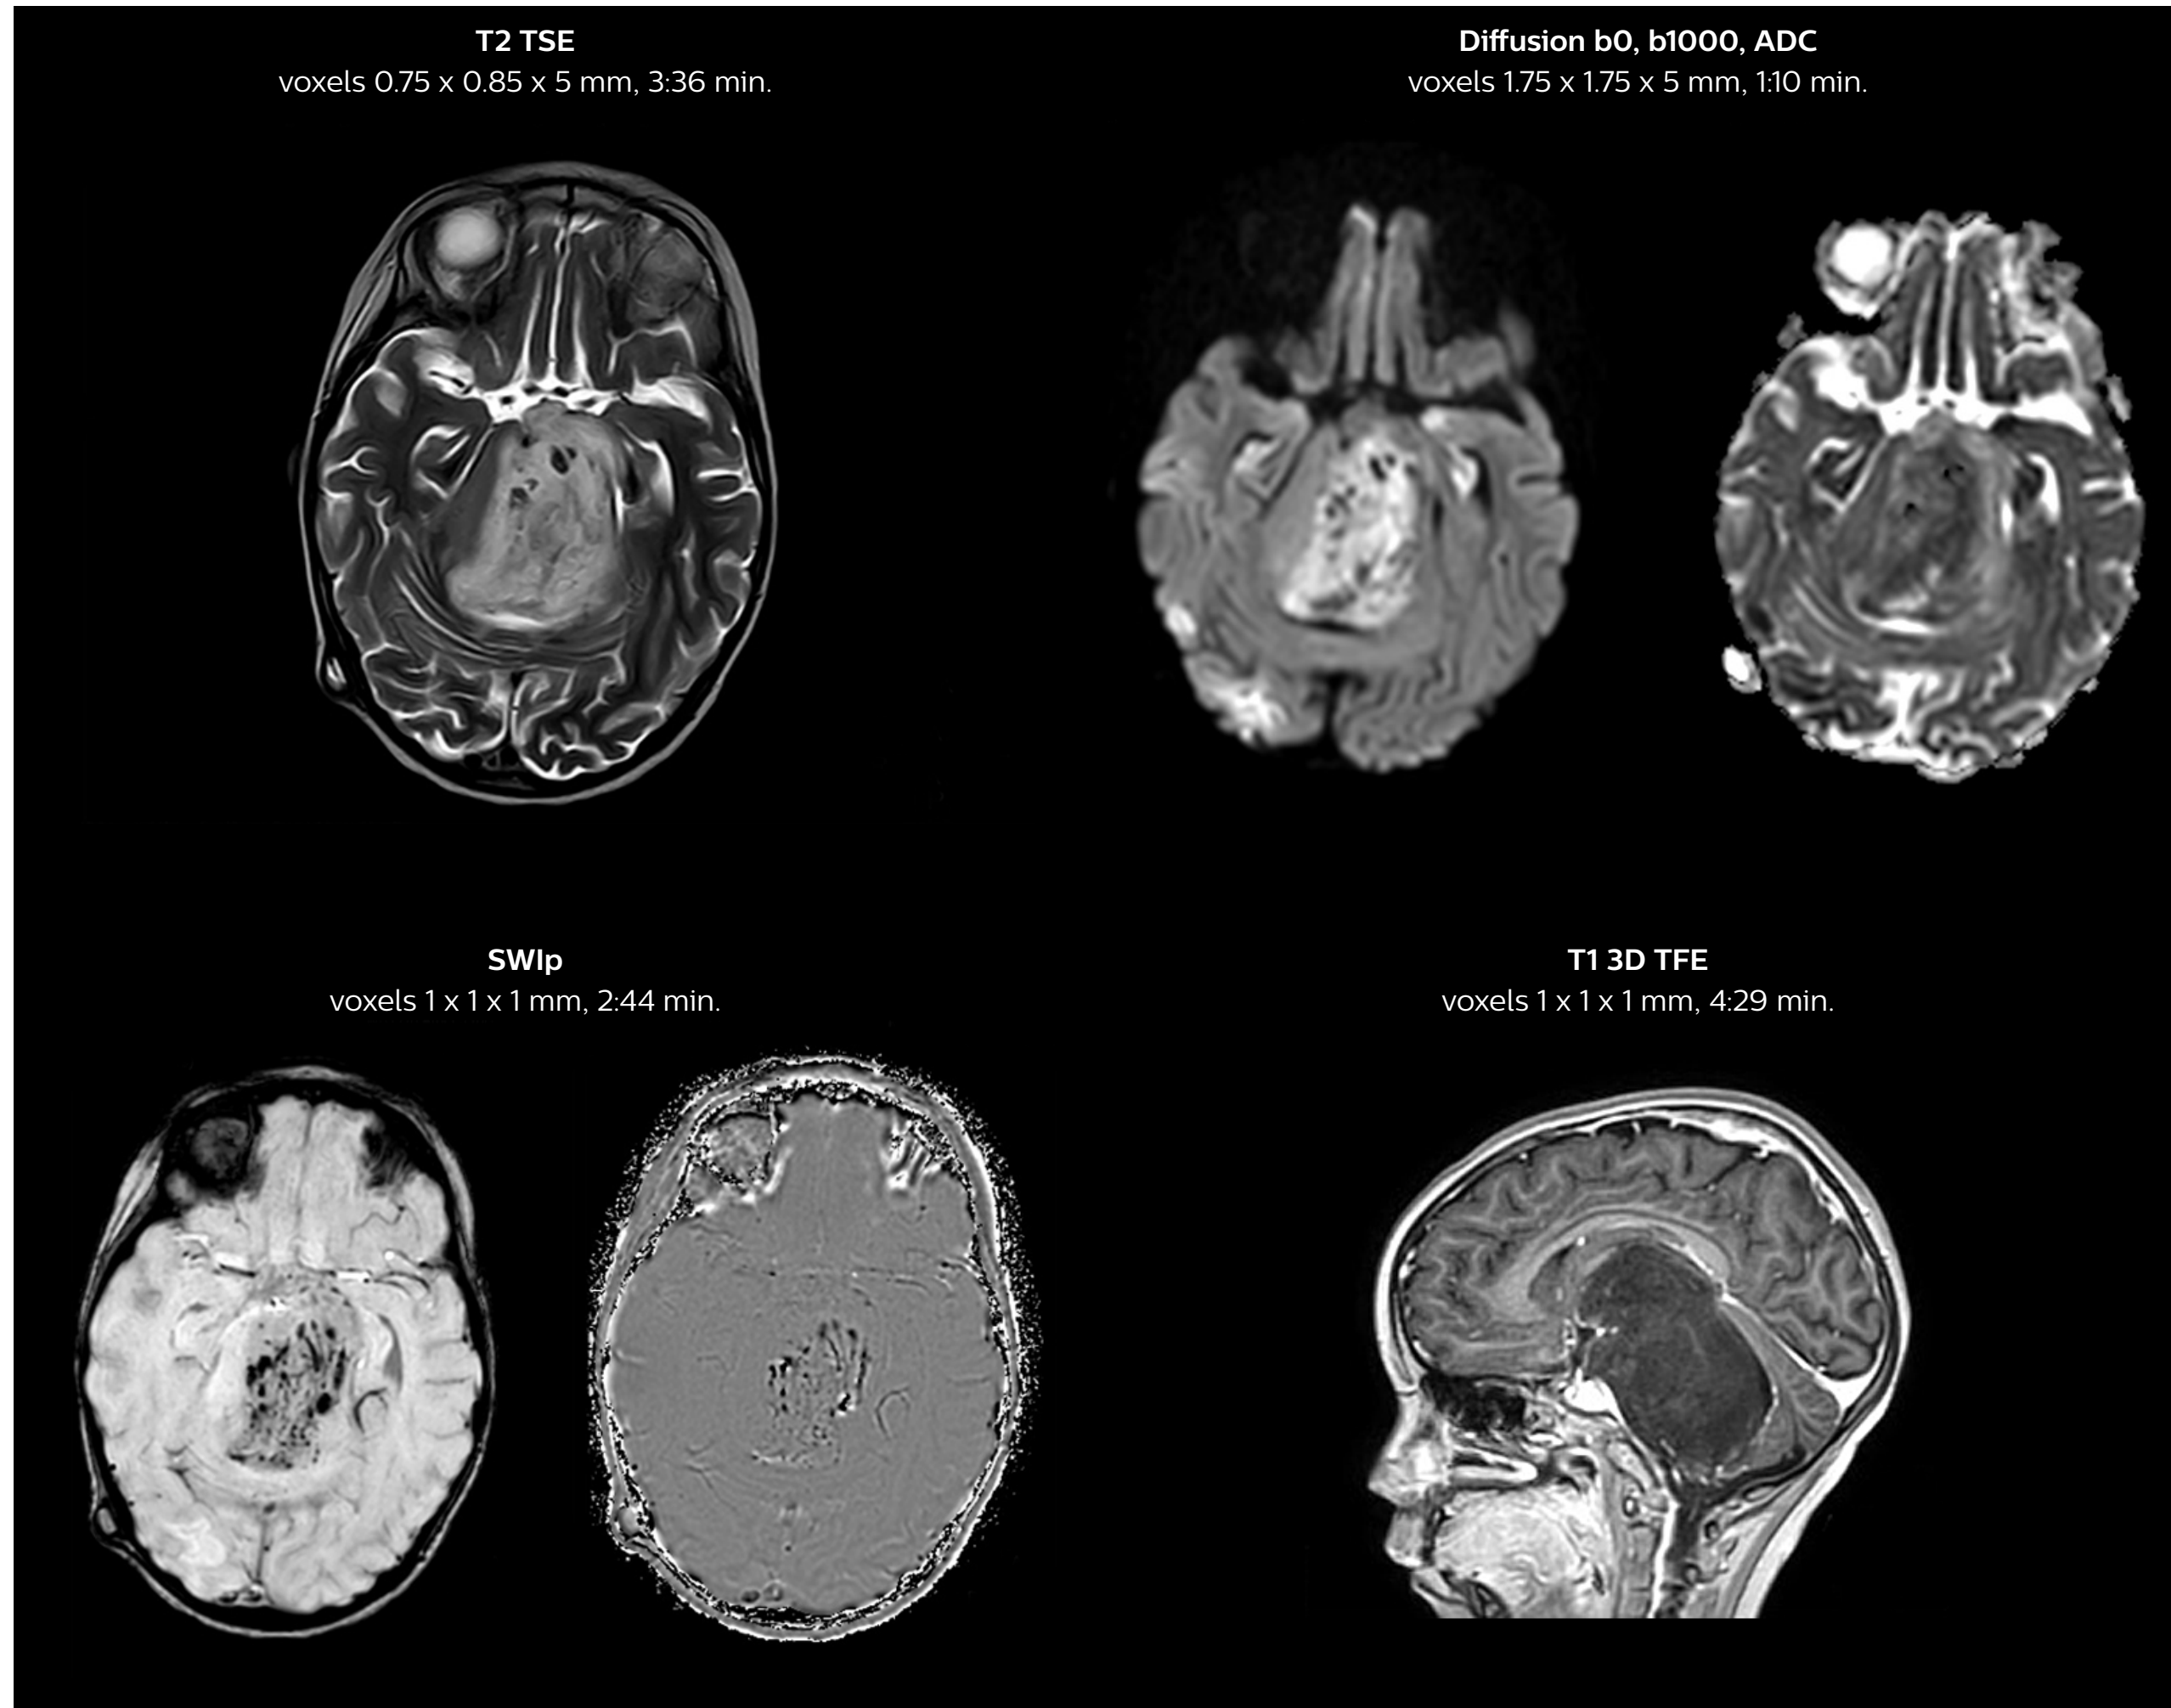 T2 TSE
voxels 0.75 x 0.85 x 5 mm, 3:36 min.
Diffusion b0, b1000, ADC
voxels 1.75 x 1.75 x 5 mm, 1:10 min.
SWIp
voxels 1 x 1 x 1 mm, 2:44 min.
T1 3D TFE
voxels 1 x 1 x 1 mm, 4:29 min.